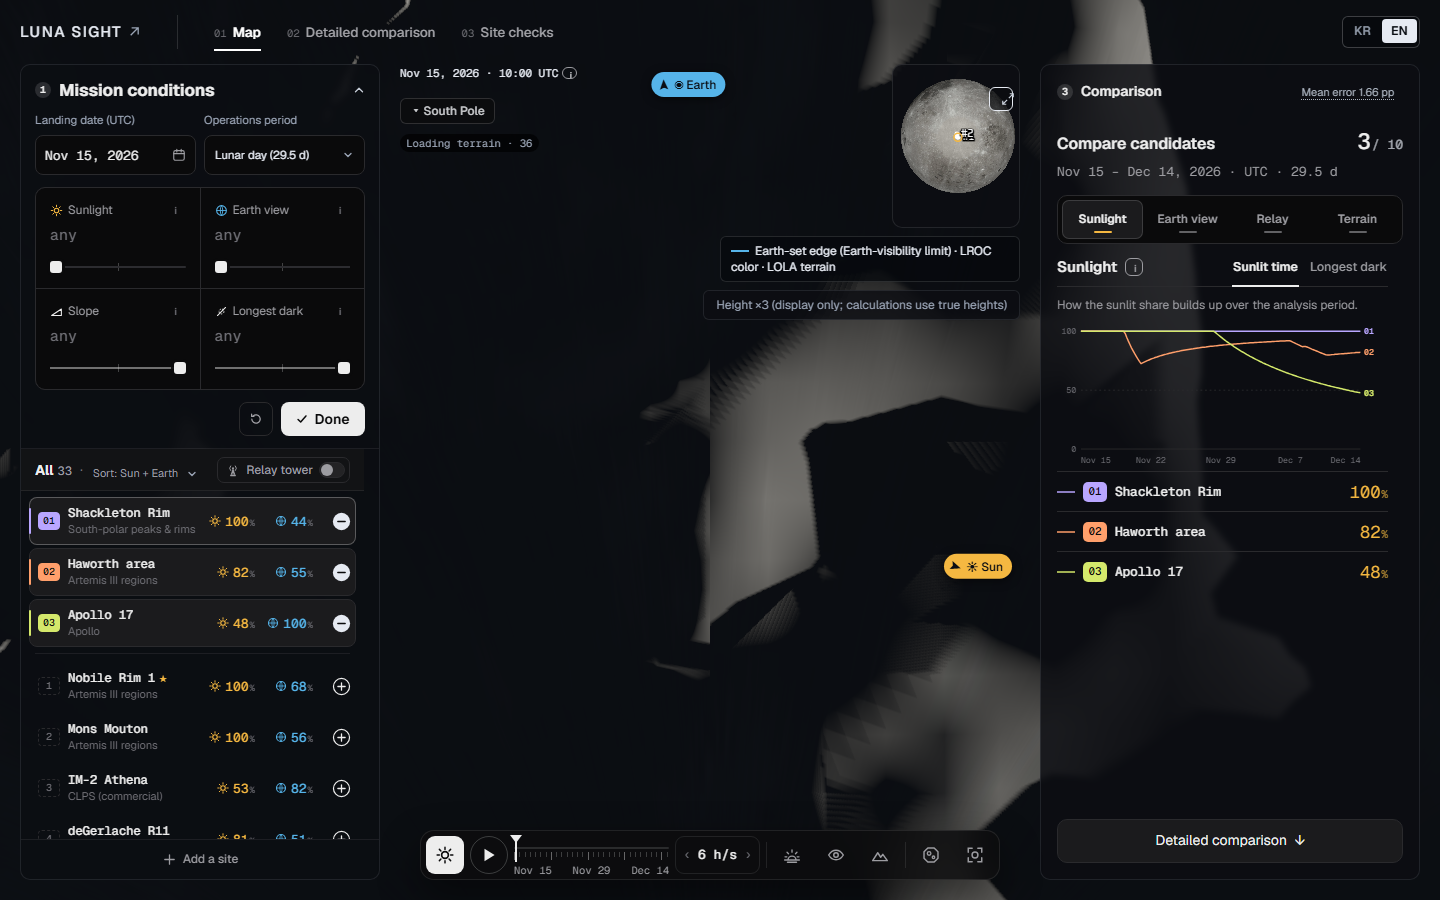 LUNA SIGHT
01 Map
02 Detailed comparison
03 Site checks
KR EN
1 Mission conditions
Landing date (UTC)
Operations period
Nov 15, 2026
Lunar day (29.5 d)
Sunlight i
any
Earth view i
any
Slope i
any
Longest dark i
any
Done
All 33 · Sort: Sun + Earth
Relay tower
01 Shackleton Rim 100% 44%
South-polar peaks & rims
02 Haworth area 82% 55%
Artemis III regions
03 Apollo 17 48% 100%
Apollo
1 Nobile Rim 1 ★ 100% 68%
Artemis III regions
2 Mons Mouton 100% 56%
Artemis III regions
3 IM-2 Athena 53% 82%
CLPS (commercial)
4 deGerlache R11 81% 51%
Add a site
Nov 15, 2026 · 10:00 UTC i
South Pole
Loading terrain · 36
Earth
#2
Earth-set edge (Earth-visibility limit) · LROC
color · LOLA terrain
Height ×3 (display only; calculations use true heights)
Sun
6 h/s
Nov 15 Nov 29 Dec 14
3 Comparison
Mean error 1.66 pp
Compare candidates 3 / 10
Nov 15 – Dec 14, 2026 · UTC · 29.5 d
Sunlight Earth view Relay Terrain
Sunlight i Sunlit time Longest dark
How the sunlit share builds up over the analysis period.
100
50
0
01
02
03
Nov 15 Nov 22 Nov 29 Dec 7 Dec 14
01 Shackleton Rim 100%
02 Haworth area 82%
03 Apollo 17 48%
Detailed comparison